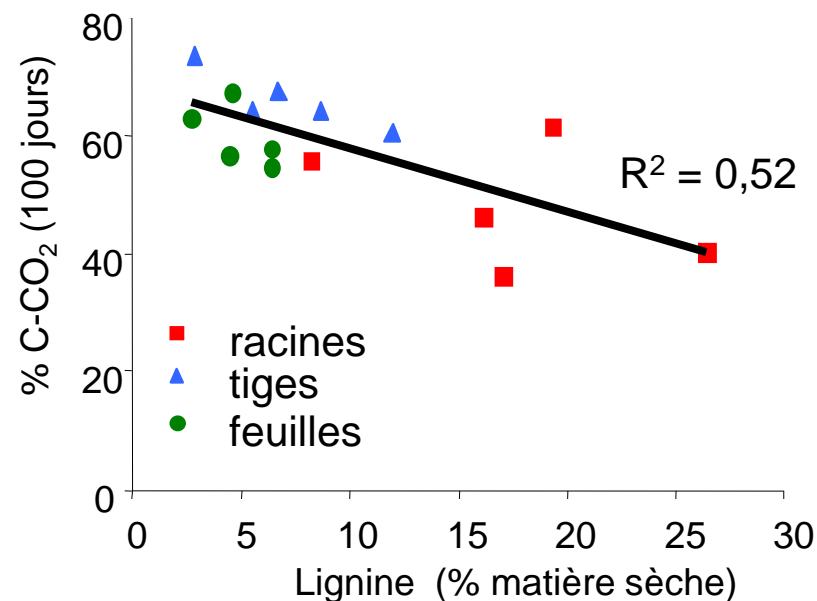 80
60
40
20
0
% C-CO₂ (100 jours)
R² = 0,52
racines
tiges
feuilles
0 5 10 15 20 25 30
Lignine (% matière sèche)